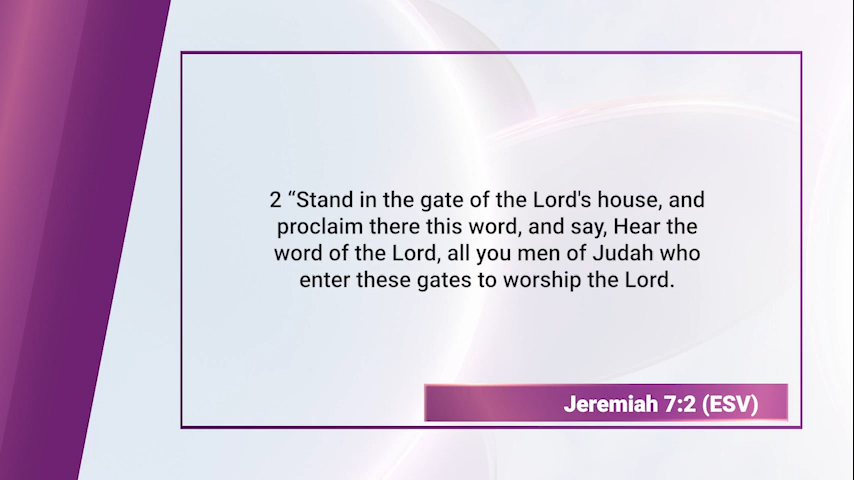 2 “Stand in the gate of the Lord's house, and
proclaim there this word, and say, Hear the
word of the Lord, all you men of Judah who
enter these gates to worship the Lord.
Jeremiah 7:2 (ESV)